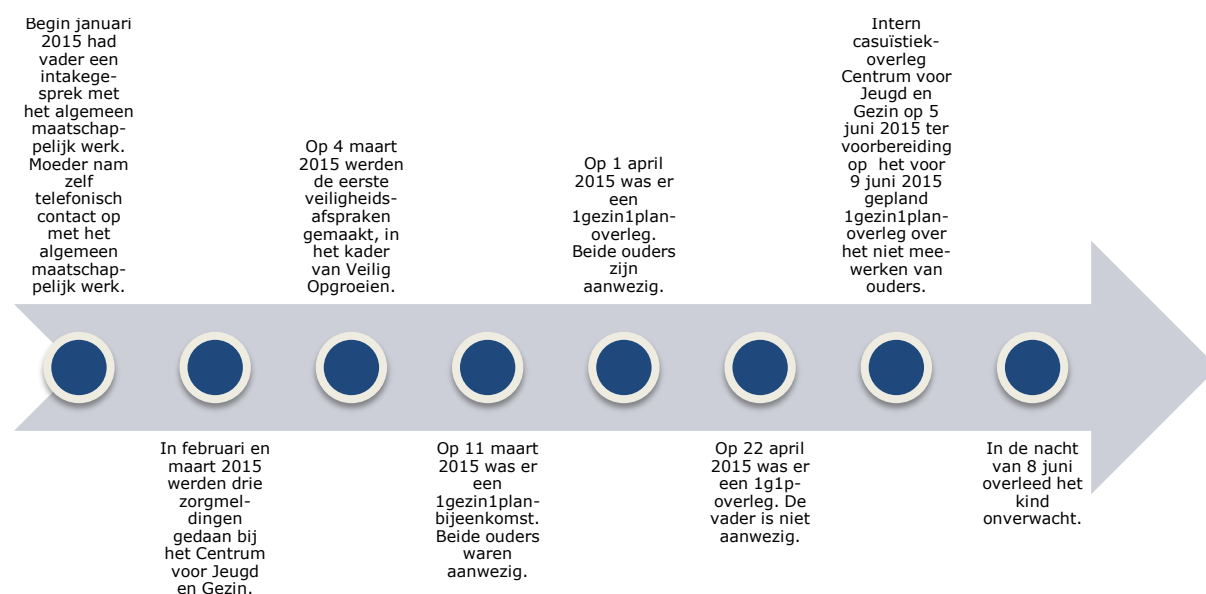 Begin januari
2015 had
vader een
intakege-
sprek met
het algemeen
maatschap-
pelijk werk.
Moeder nam
zelf
telefonisch
contact op
met het
algemeen
maatschap-
pelijk werk.
In februari en
maart 2015
werden drie
zorgmel-
dingen
gedaan bij
het Centrum
voor Jeugd
en Gezin.
Op 4 maart
2015 werden
de eerste
veiligheids-
afspraken
gemaakt, in
het kader
van Veilig
Opgroeien.
Op 11 maart
2015 was er
een
1gezin1plan-
bijeenkomst.
Beide ouders
waren
aanwezig.
Op 1 april
2015 was er
een
1gezin1plan-
overleg.
Beide ouders
zijn
aanwezig.
Op 22 april
2015 was er
een 1g1p-
overleg. De
vader is niet
aanwezig.
Intern
casuïstiek-
overleg
Centrum voor
Jeugd en
Gezin op 5
juni 2015 ter
voorbereiding
op het voor
9 juni 2015
gepland
1gezin1plan-
overleg over
het niet mee-
werken van
ouders.
In de nacht
van 8 juni
overleed het
kind
onverwacht.